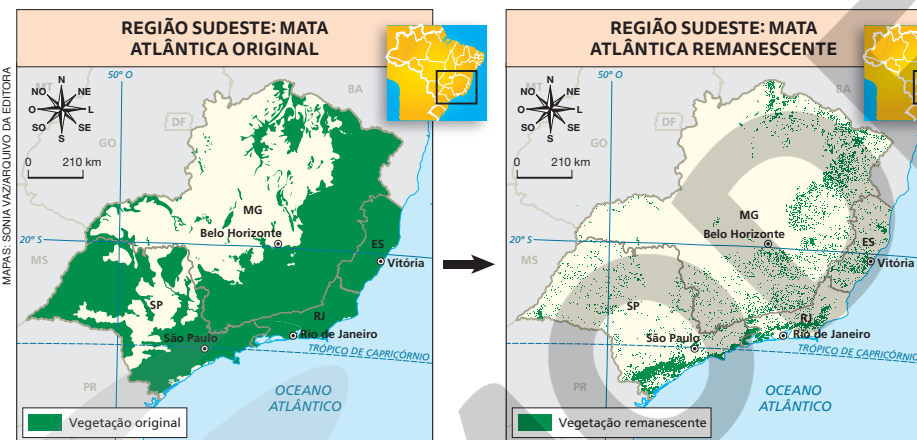 MAPAS: SONIA VAZ/ARQUIVO DA EDITORA
REGIÃO SUDESTE: MATA
ATLÂNTICA ORIGINAL
50° O
MT
BA
N
NO
NE
O
L
SO
SE
S
DF
GO
0
210 km
MG
Belo Horizonte
20° S
ES
MS
Vitória
SP
RJ
São Paulo
Rio de Janeiro
TRÓPICO DE CAPRICÓRNIO
PR
OCEANO
ATLÂNTICO
Vegetação original
REGIÃO SUDESTE: MATA
ATLÂNTICA REMANESCENTE
50° O
MT
BA
N
NO
NE
O
L
SO
SE
S
DF
GO
0
210 km
MG
Belo Horizonte
20° S
ES
MS
Vitória
SP
RJ
São Paulo
Rio de Janeiro
TRÓPICO DE CAPRICÓRNIO
PR
OCEANO
ATLÂNTICO
Vegetação remanescente